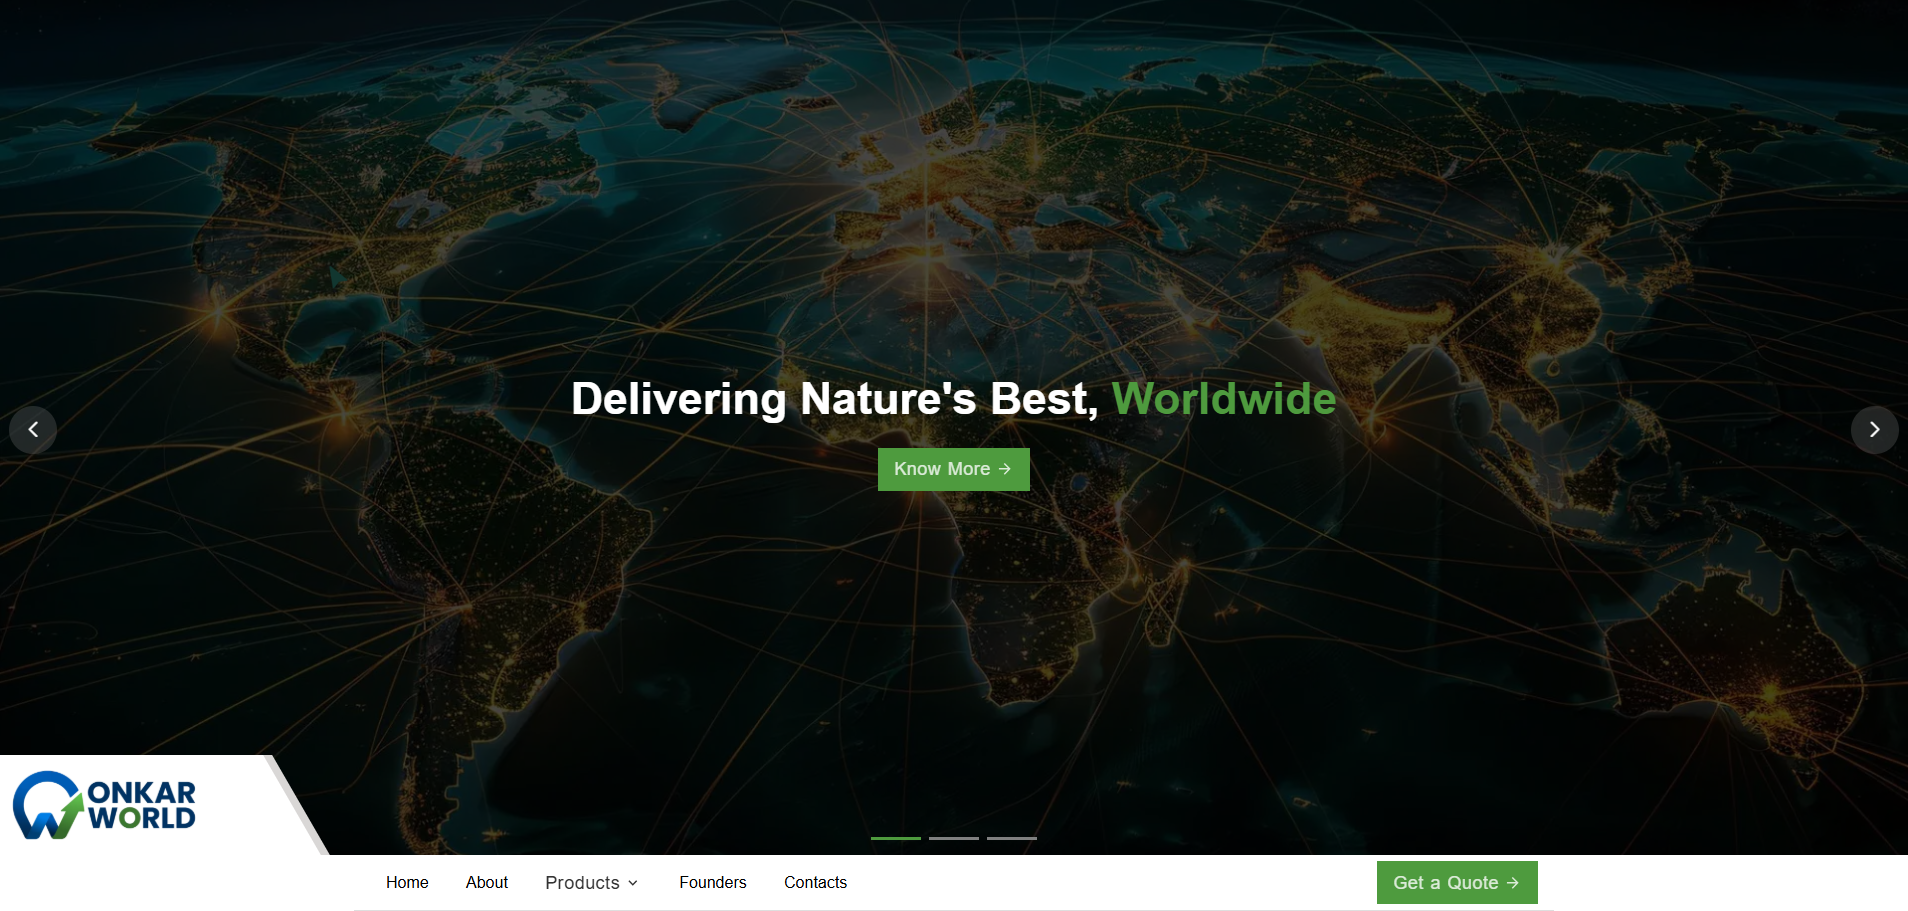 Delivering Nature's Best, Worldwide
Know More
ONKAR
WORLD
Home
About
Products
Founders
Contacts
Get a Quote